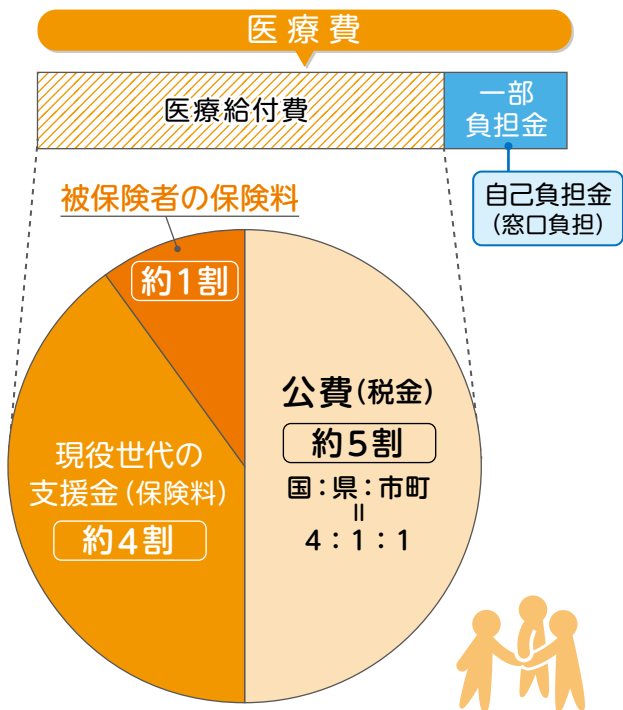 医療費
医療給付費
一部
負担金
自己負担金
(窓口負担)
被保険者の保険料
約1割
公費(税金)
約5割
国:県:市町
=
4:1:1
現役世代の
支援金(保険料)
約4割